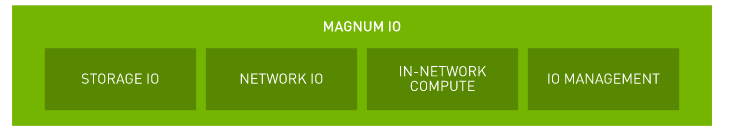 MAGNUM IO
STORAGE IO
NETWORK IO
IN-NETWORK
COMPUTE
IO MANAGEMENT